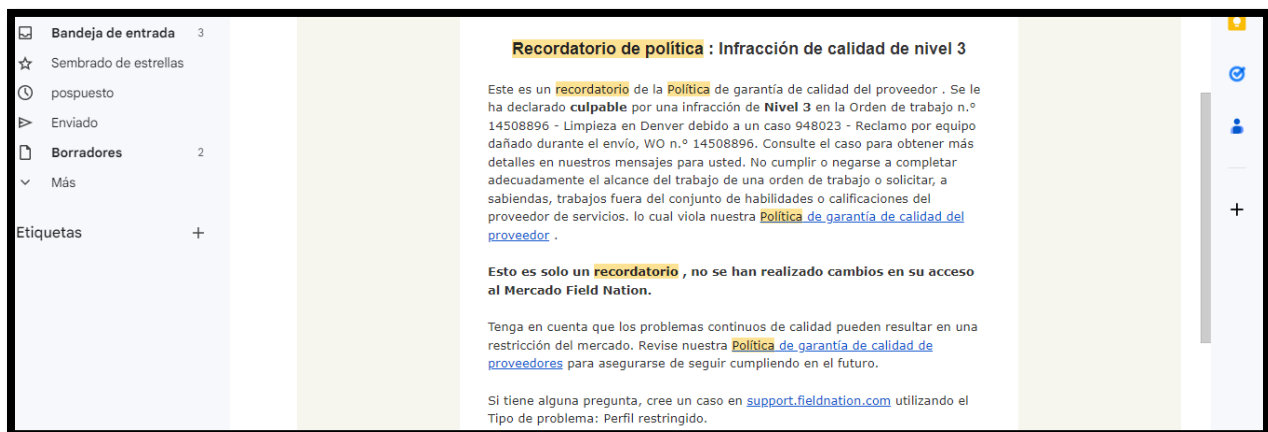 Bandeja de entrada 3
Sembrado de estrellas
pospuesto
Enviado
Borradores 2
Más
Etiquetas
Recordatorio de política : Infracción de calidad de nivel 3
Este es un recordatorio de la Política de garantía de calidad del proveedor . Se le
ha declarado culpable por una infracción de Nivel 3 en la Orden de trabajo n.º
14508896 - Limpieza en Denver debido a un caso 948023 - Reclamo por equipo
dañado durante el envío, WO n.º 14508896. Consulte el caso para obtener más
detalles en nuestros mensajes para usted. No cumplir o negarse a completar
adecuadamente el alcance del trabajo de una orden de trabajo o solicitar, a
sabiendas, trabajos fuera del conjunto de habilidades o calificaciones del
proveedor de servicios. lo cual viola nuestra Política de garantía de calidad del
proveedor .
Esto es solo un recordatorio , no se han realizado cambios en su acceso
al Mercado Field Nation.
Tenga en cuenta que los problemas continuos de calidad pueden resultar en una
restricción del mercado. Revise nuestra Política de garantía de calidad de
proveedores para asegurarse de seguir cumpliendo en el futuro.
Si tiene alguna pregunta, cree un caso en support.fieldnation.com utilizando el
Tipo de problema: Perfil restringido.